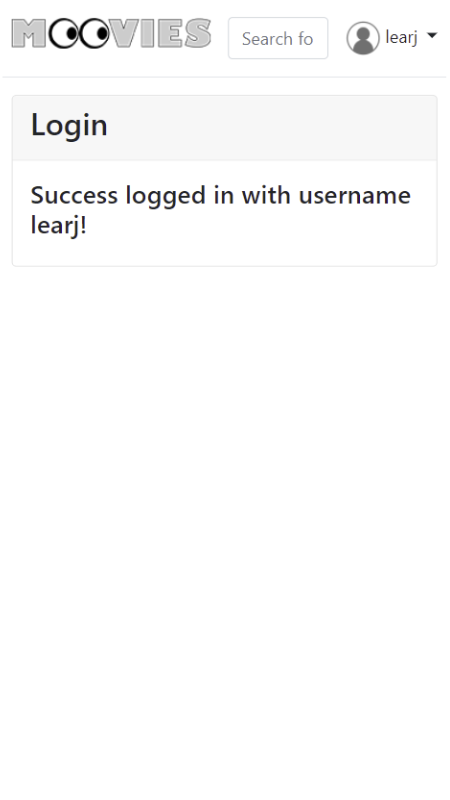 MOOVIES
Search fo
learj
Login
Success logged in with username
learj!